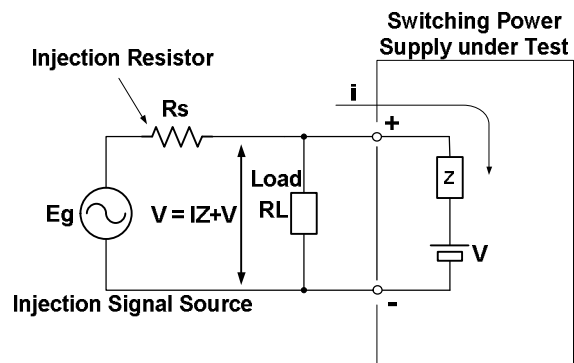 Switching Power
Supply under Test
Injection Resistor
Rs
i
+
Z
Load
RL
V = IZ+V
Eg
V
-
Injection Signal Source